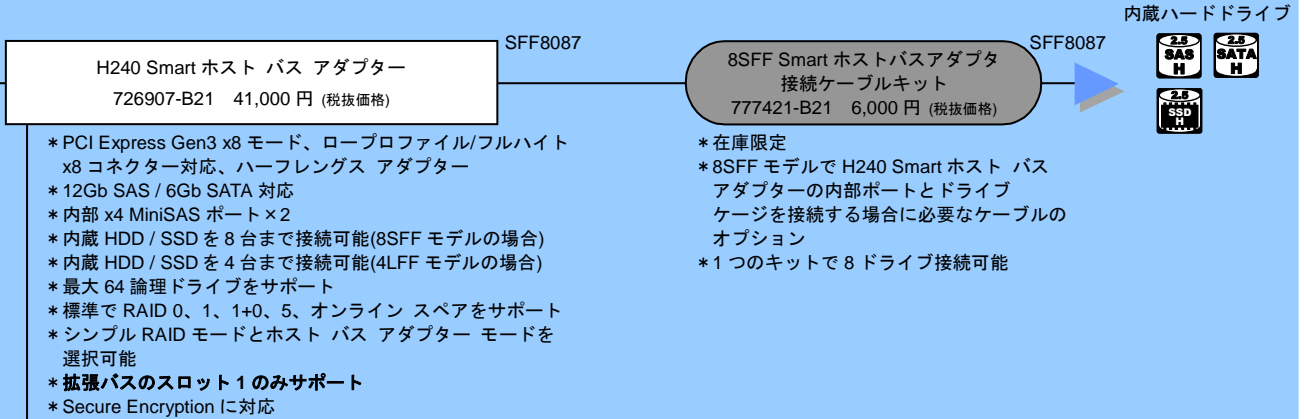 内蔵ハードドライブ
SFF8087
SFF8087
2.5
SAS
H
2.5
SATA
H
2.5
SSD
H
H240 Smart ホスト バス アダプター
726907-B21 41,000 円 (税抜価格)
8SFF Smart ホストバスアダプタ
接続ケーブルキット
777421-B21 6,000 円 (税抜価格)
＊PCI Express Gen3 x8 モード、ロープロファイル/フルハイト
x8 コネクター対応、ハーフレングス アダプター
＊12Gb SAS / 6Gb SATA 対応
＊内部 x4 MiniSAS ポート×2
＊内蔵 HDD / SSD を 8 台まで接続可能(8SFF モデルの場合)
＊内蔵 HDD / SSD を 4 台まで接続可能(4LFF モデルの場合)
＊最大 64 論理ドライブをサポート
＊標準で RAID 0、1、1+0、5、オンライン スペアをサポート
＊シンプル RAID モードとホスト バス アダプター モードを
選択可能
＊拡張バスのスロット 1 のみサポート
＊Secure Encryption に対応
＊在庫限定
＊8SFF モデルで H240 Smart ホスト バス
アダプターの内部ポートとドライブ
ケージを接続する場合に必要なケーブルの
オプション
＊1 つのキットで 8 ドライブ接続可能